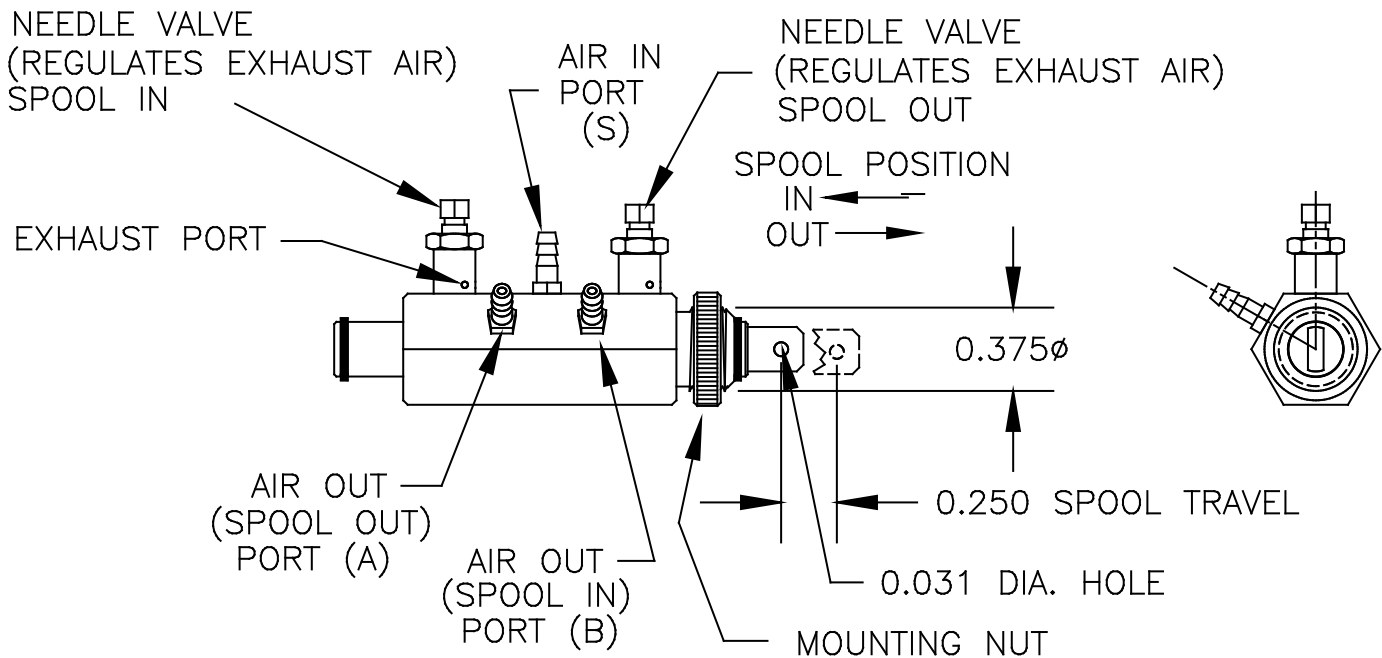 NEEDLE VALVE
(REGULATES EXHAUST AIR)
SPOOL IN
AIR IN
PORT
(S)
NEEDLE VALVE
(REGULATES EXHAUST AIR)
SPOOL OUT
SPOOL POSITION
IN
OUT
EXHAUST PORT
0.375ø
AIR OUT
(SPOOL OUT)
PORT (A)
AIR OUT
(SPOOL IN)
PORT (B)
0.250 SPOOL TRAVEL
0.031 DIA. HOLE
MOUNTING NUT